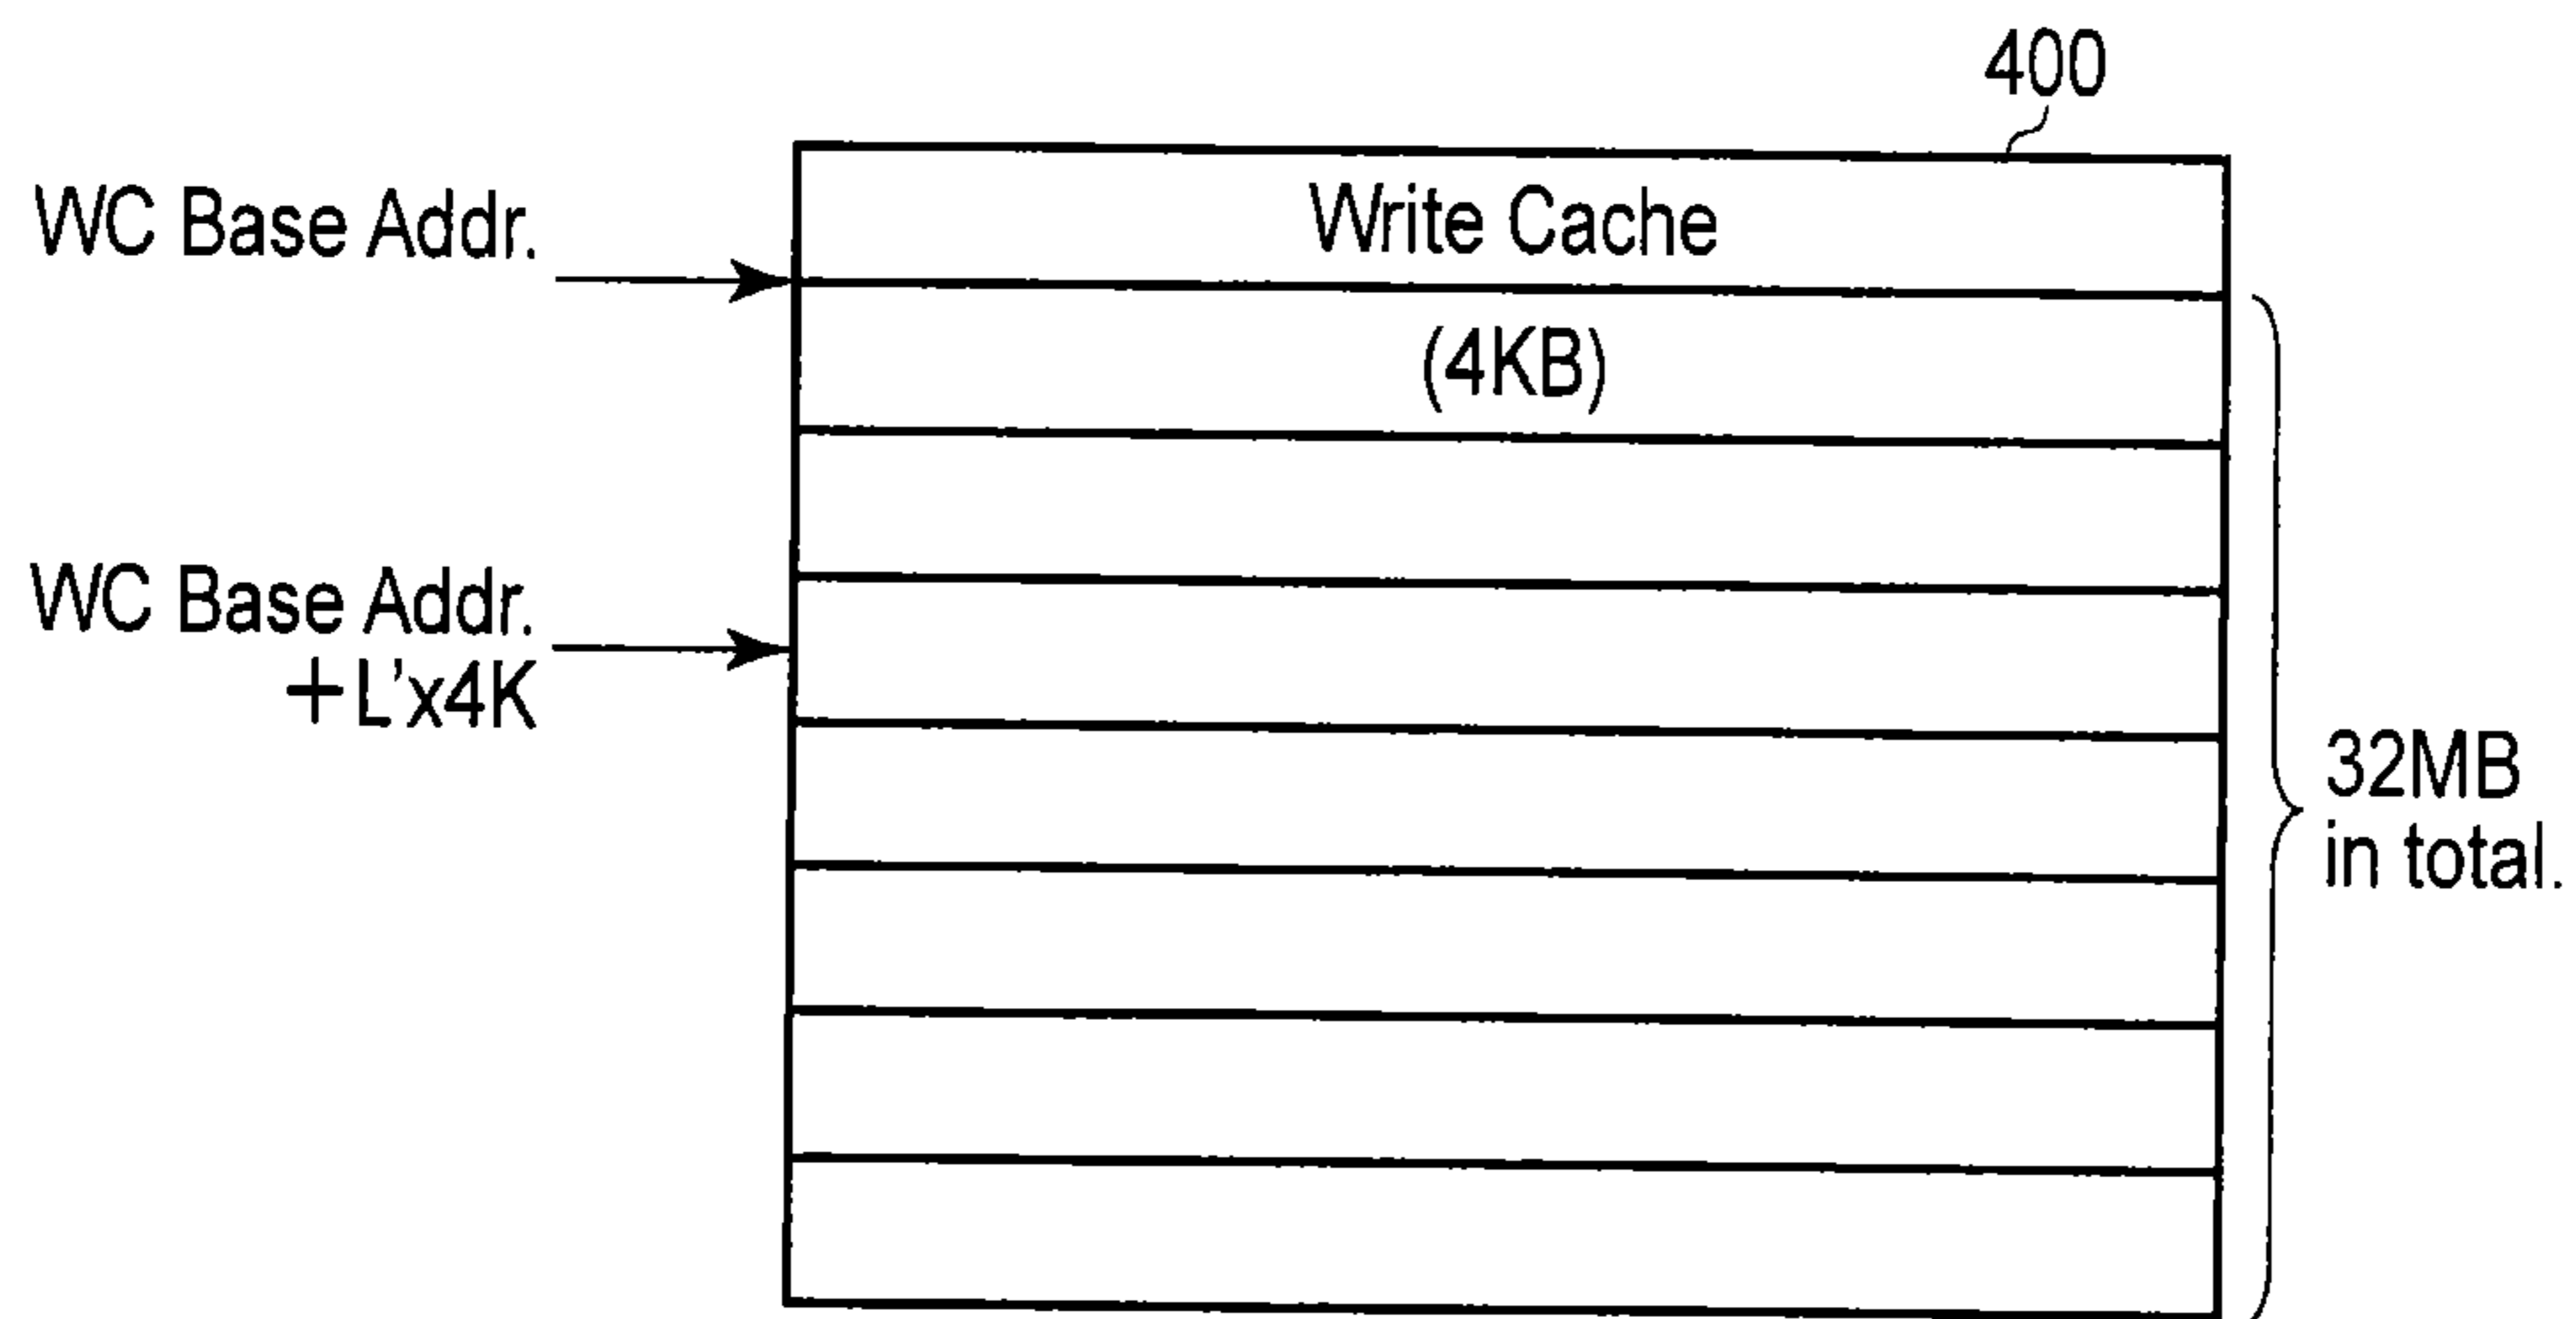 400
WC Base Addr.
Write Cache
(4KB)
WC Base Addr.
+L'x4K
32MB
in total.